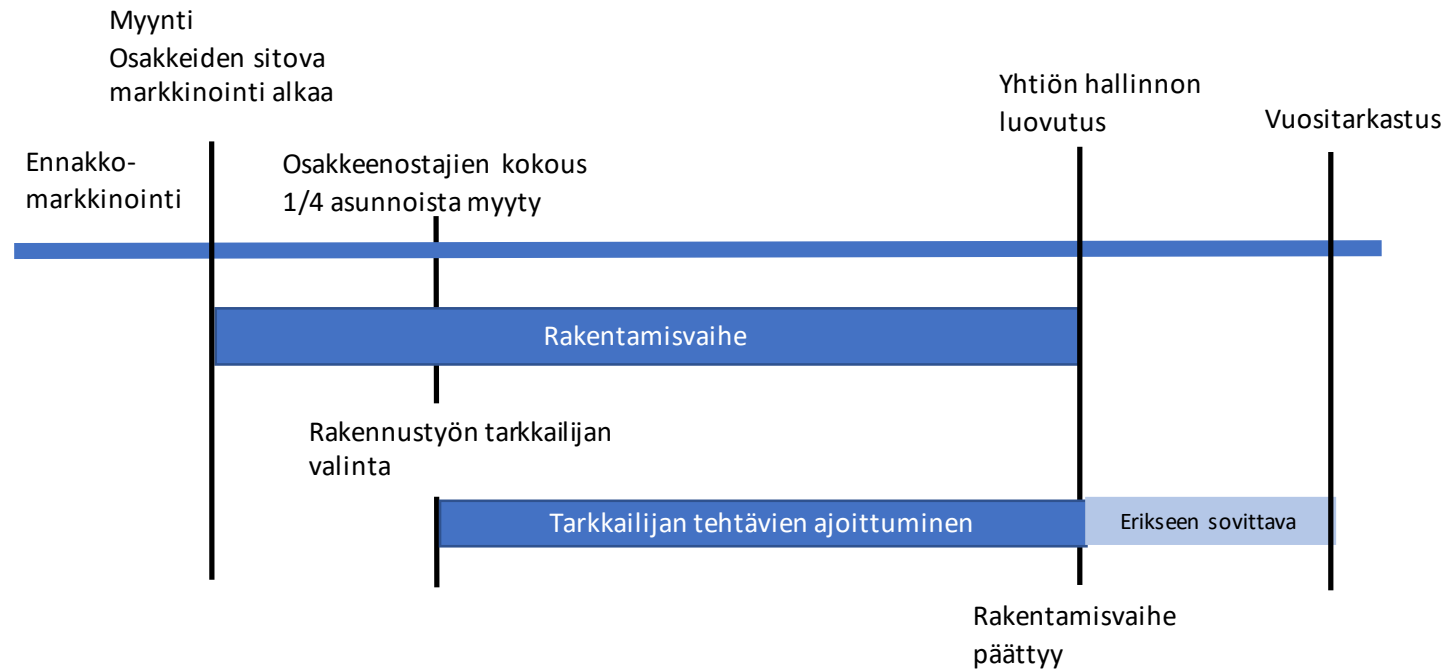 Myynti
Osakkeiden sitova
markkinointi alkaa
Yhtiön hallinnon
luovutus
Vuositarkastus
Ennakko-
markkinointi
Osakkeenostajien kokous
1/4 asunnoista myyty
Rakentamisvaihe
Rakennustyön tarkkailijan
valinta
Tarkkailijan tehtävien ajoittuminen
Erikseen sovittava
Rakentamisvaihe
päättyy